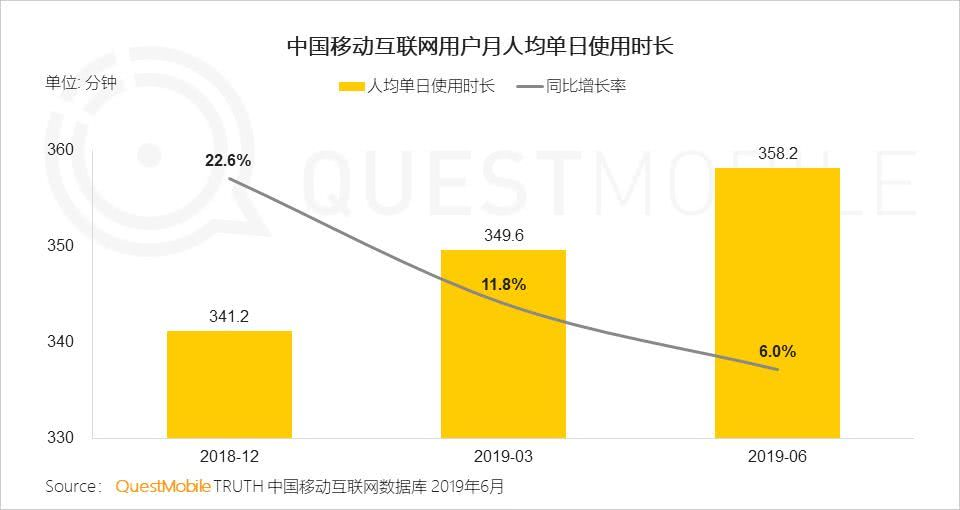 中国移动互联网用户月人均单日使用时长
单位: 分钟
人均单日使用时长 同比增长率
QUESTMOBILE
360
350
340
330
22.6%
11.8%
6.0%
341.2
349.6
358.2
2018-12 2019-03 2019-06
Source: QuestMobile TRUTH 中国移动互联网数据库 2019年6月